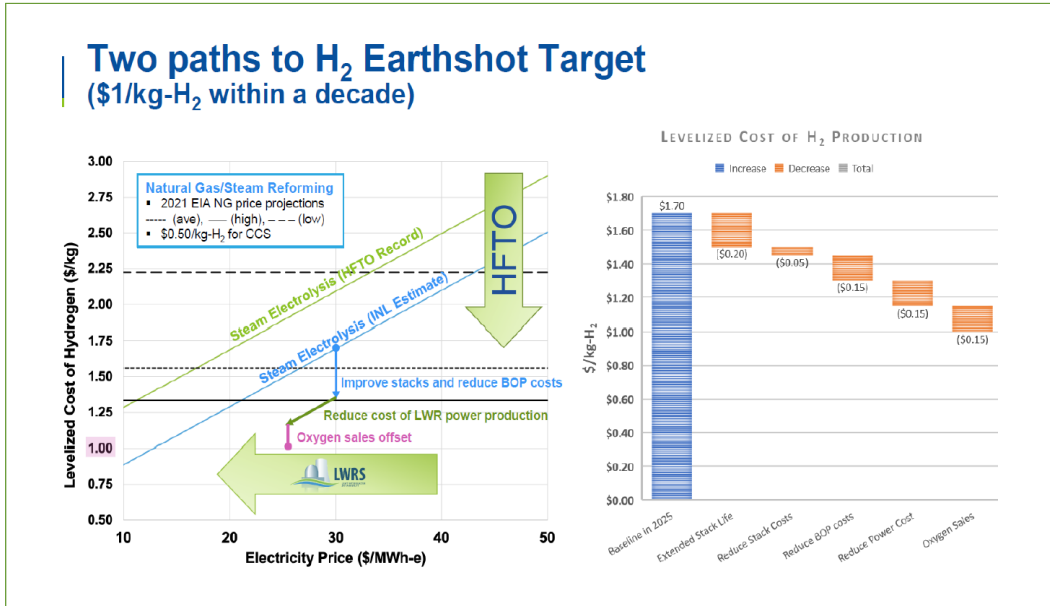 Two paths to H₂ Earthshot Target
($1/kg-H₂ within a decade)
Levelized Cost of Hydrogen ($/kg)
3.00
2.75
2.50
2.25
2.00
1.75
1.50
1.25
1.00
0.75
0.50
Natural Gas/Steam Reforming
▪ 2021 EIA NG price projections
----- (ave), —— (high), – – – (low)
▪ $0.50/kg-H₂ for CCS
Steam Electrolysis (HFTO Record)
Steam Electrolysis (INL Estimate)
HFTO
Improve stacks and reduce BOP costs
Reduce cost of LWR power production
Oxygen sales offset
LWRS
10
20
30
40
50
Electricity Price ($/MWh-e)
Levelized Cost of H₂ Production
Increase
Decrease
Total
$/kg-H₂
$1.80
$1.60
$1.40
$1.20
$1.00
$0.80
$0.60
$0.40
$0.20
$0.00
$1.70
($0.20)
($0.05)
($0.15)
($0.15)
($0.15)
Baseline in 2025
Extended Stack Life
Reduce Stack Costs
Reduce BOP costs
Reduce Power Cost
Oxygen Sales